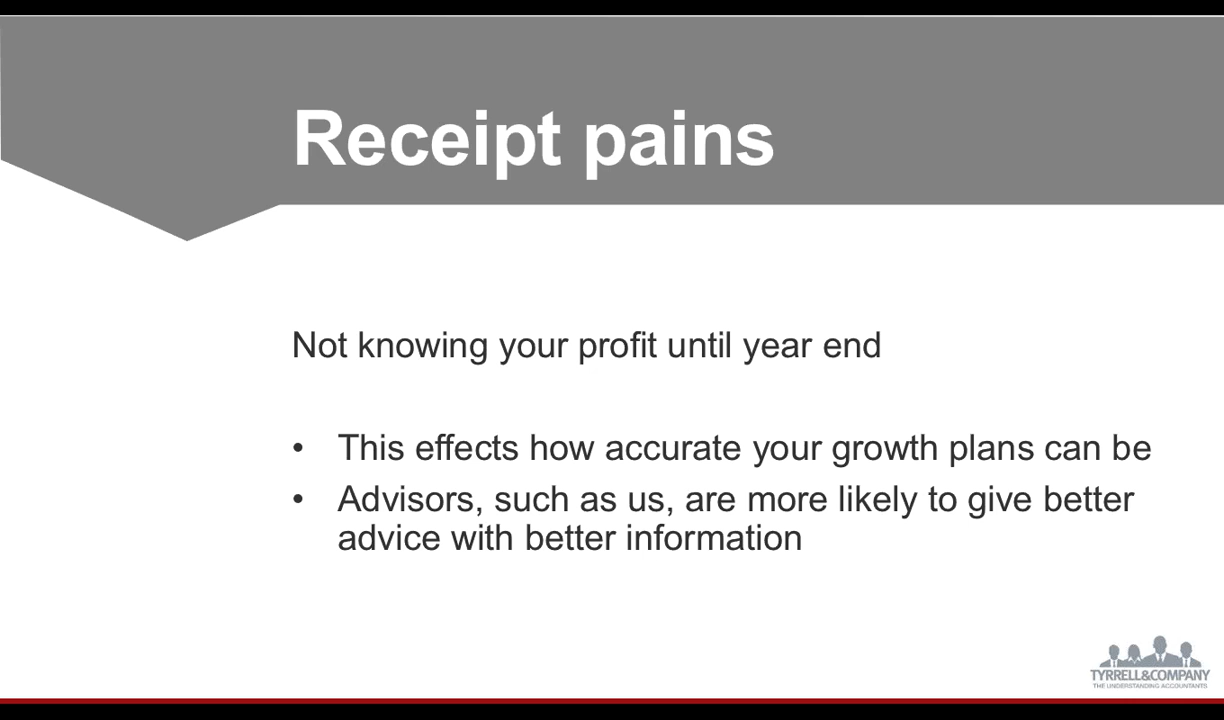 Receipt pains
Not knowing your profit until year end
• This effects how accurate your growth plans can be
• Advisors, such as us, are more likely to give better
advice with better information
TYRRELL&COMPANY
THE UNDERSTANDING ACCOUNTANTS